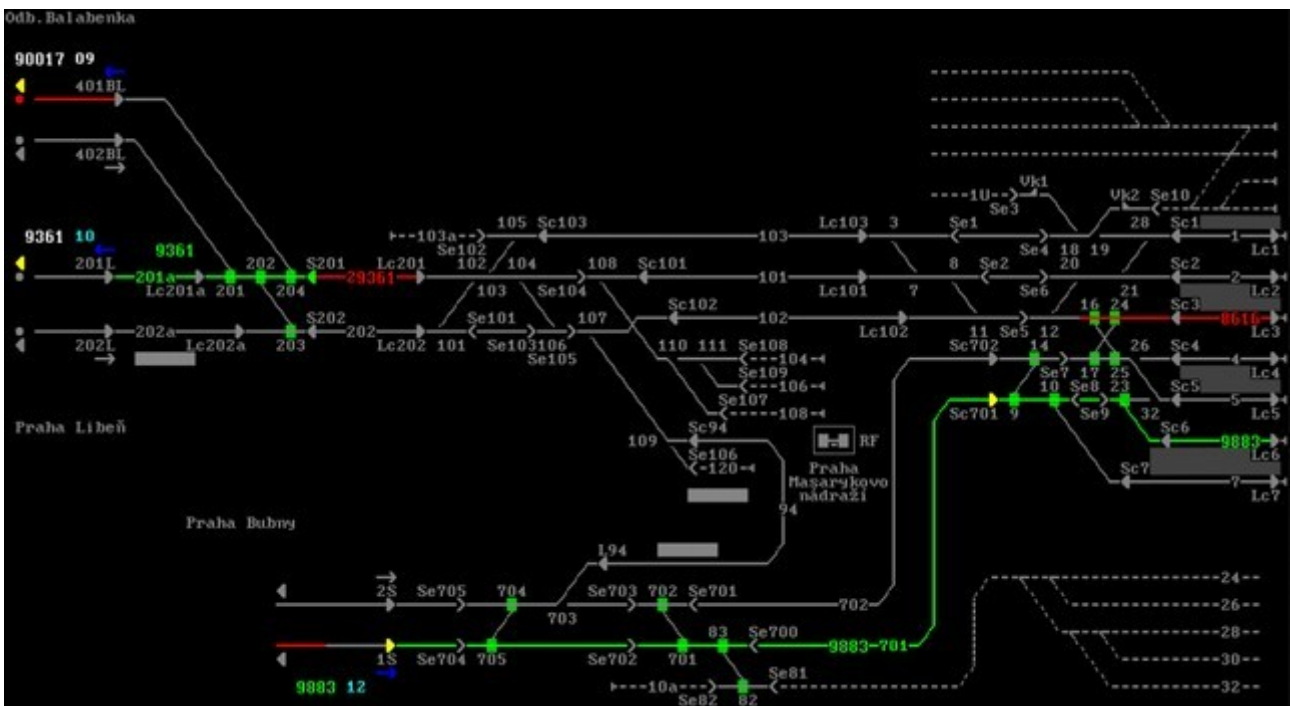 Odb.Balabenka
90017 09
401BL
402BL
1U
Vk1
Se3
Vk2 Se10
9361 10
9361
103a
Se102
105 Sc103
103
Lc103 3
Se1
Se4 18 19
28 Sc1
1
Lc1
201L
201a
Lc201a 201
202
204
S201
29361
Lc201
102
103
104
Se104
108
Sc101
101
Lc101
7
8 Se2
Se6
20
21
Sc2
2
Lc2
202L
202a
Lc202a
203
S202
202
Lc202
101
Se101
Se103
106
Se105
107
Sc102
102
Lc102
11 Se5 12
16 24
Sc3
8616
Lc3
110 111 Se108
104
Sc702
14
Se7 17 25
26 Sc4
4
Lc4
Se109
106
Sc701 9
10 Se8
Se9
23
32
Sc5
5
Lc5
Se107
108
Praha Libeň
109
Sc94
Se106
120
RF
Praha
Masarykovo
nádraží
Sc6
9883
Lc6
Sc7
7
Lc7
94
Praha Bubny
L94
2S Se705 704
703
Se703 702 Se701
702
24
26
28
30
32
1S
Se704 705
Se702
701
83 Se700
9883 701
9883 12
10a
Se82 82
Se81